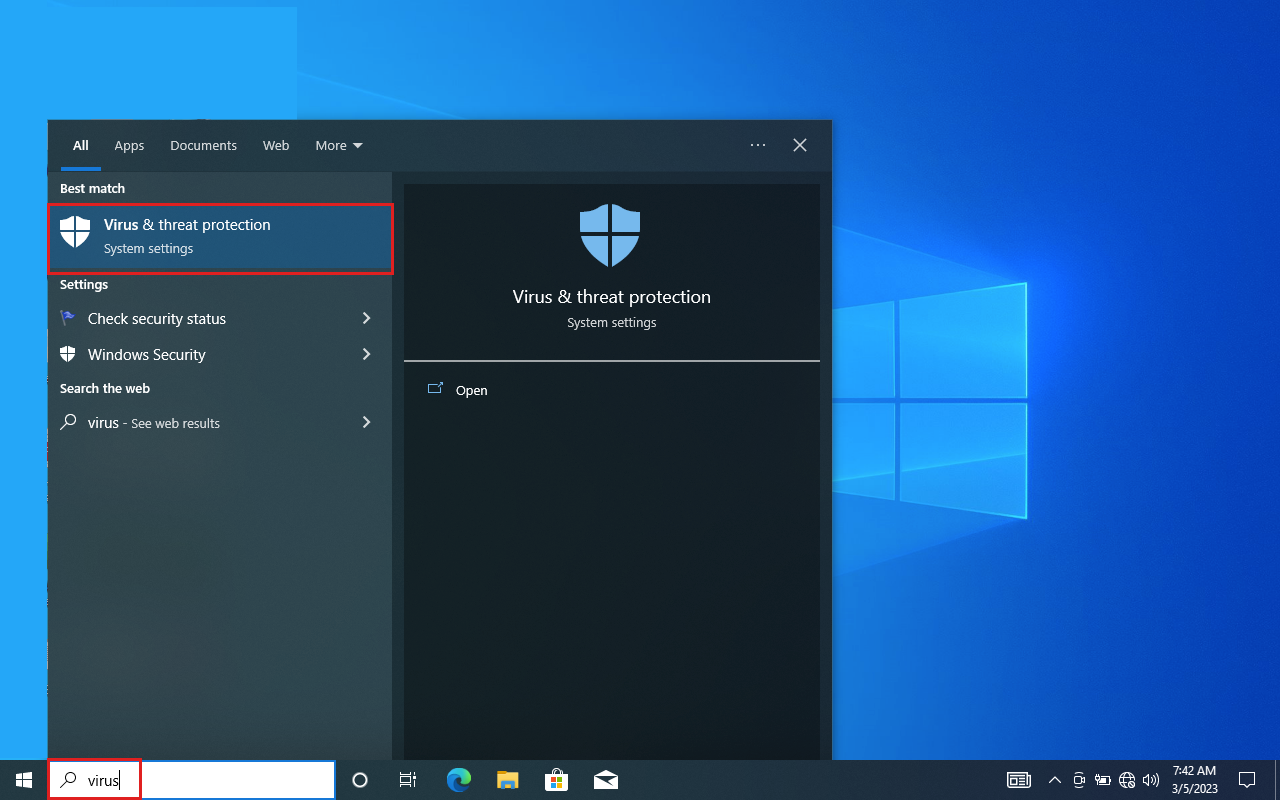 All
Apps
Documents
Web
More
Best match
Virus & threat protection
System settings
Settings
Check security status
Windows Security
Search the web
virus - See web results
Virus & threat protection
System settings
Open
virus
7:42 AM
3/5/2023